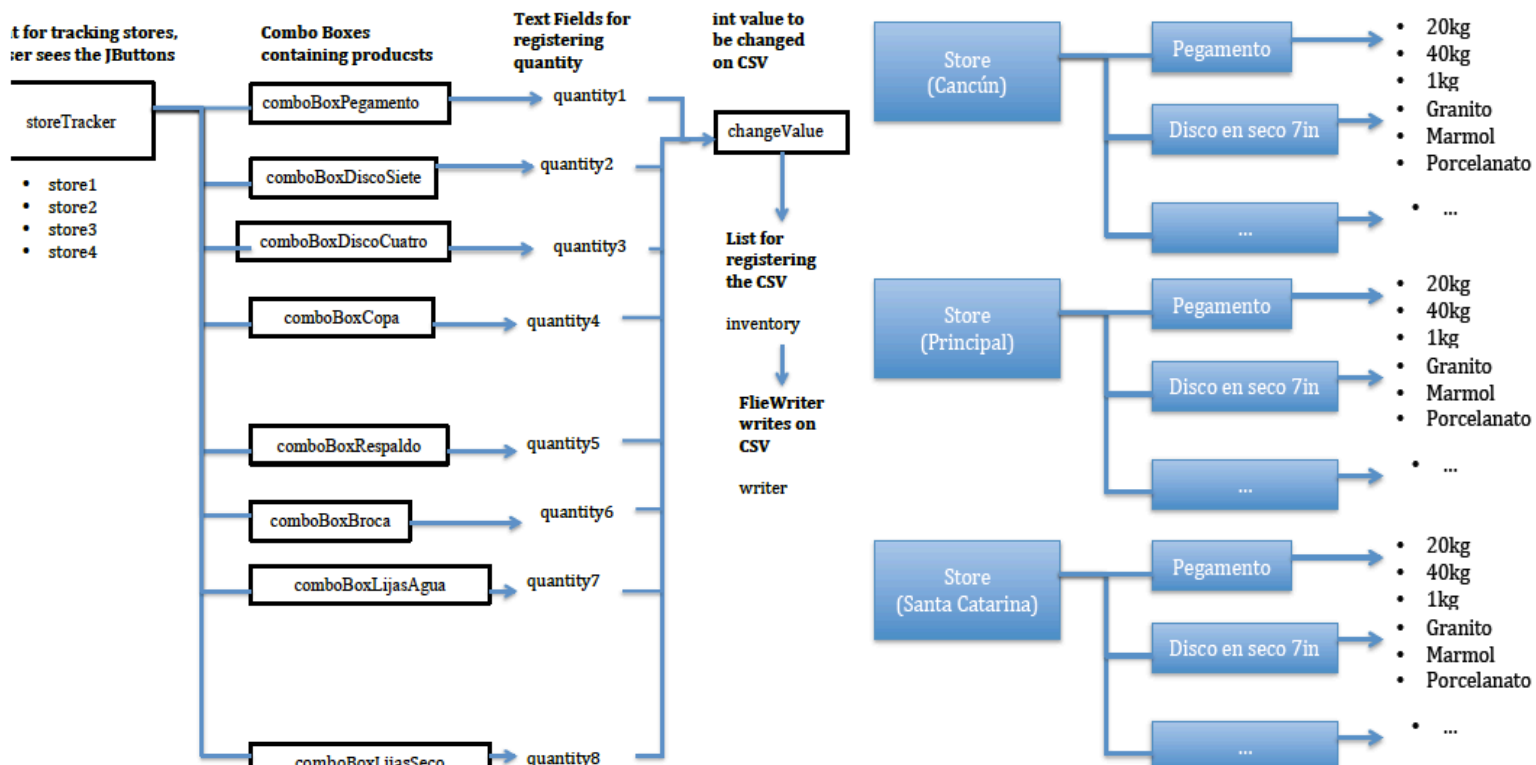 t for tracking stores,
ser sees the JButtons
storeTracker
• store1
• store2
• store3
• store4
Combo Boxes
containing producsts
comboBoxPegamento
comboBoxDiscoSiete
comboBoxDiscoCuatro
comboBoxCopa
comboBoxRespaldo
comboBoxBroca
comboBoxLijasAgua
comboBoxLijasSeco
Text Fields for
registering
quantity
quantity1
quantity2
quantity3
quantity4
quantity5
quantity6
quantity7
quantity8
int value to
be changed
on CSV
changeValue
List for
registering
the CSV
inventory
FlieWriter
writes on
CSV
writer
Store
(Cancún)
Pegamento
• 20kg
• 40kg
• 1kg
Disco en seco 7in
• Granito
• Marmol
• Porcelanato
...
• ...
Store
(Principal)
Pegamento
• 20kg
• 40kg
• 1kg
Disco en seco 7in
• Granito
• Marmol
• Porcelanato
...
• ...
Store
(Santa Catarina)
Pegamento
• 20kg
• 40kg
• 1kg
Disco en seco 7in
• Granito
• Marmol
• Porcelanato
...
• ...